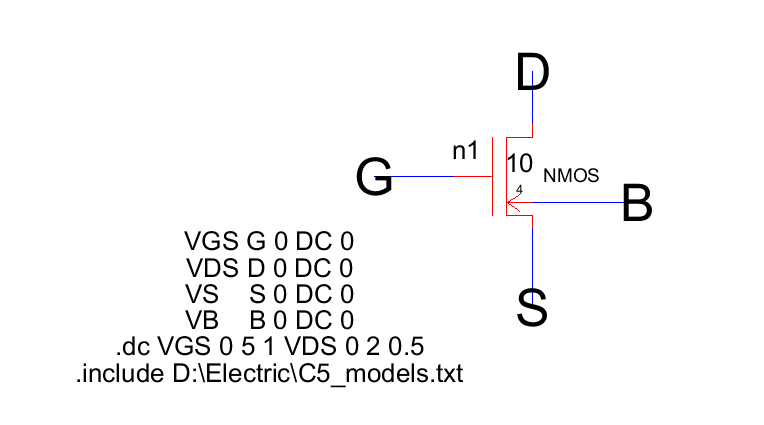 D
n1
10
NMOS
G
4
B
VGS G 0 DC 0
VDS D 0 DC 0
VS S 0 DC 0
S
VB B 0 DC 0
.dc VGS 0 5 1 VDS 0 2 0.5
.include D:\Electric\C5_models.txt